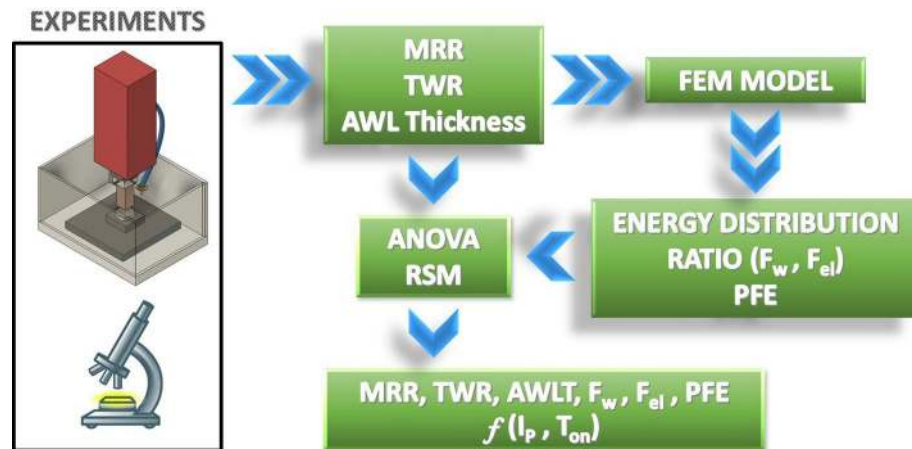 EXPERIMENTS
MRR
TWR
AWL Thickness
FEM MODEL
ANOVA
RSM
ENERGY DISTRIBUTION
RATIO (Fw , Fel)
PFE
MRR, TWR, AWLT, Fw , Fel , PFE
f (IP , Ton)